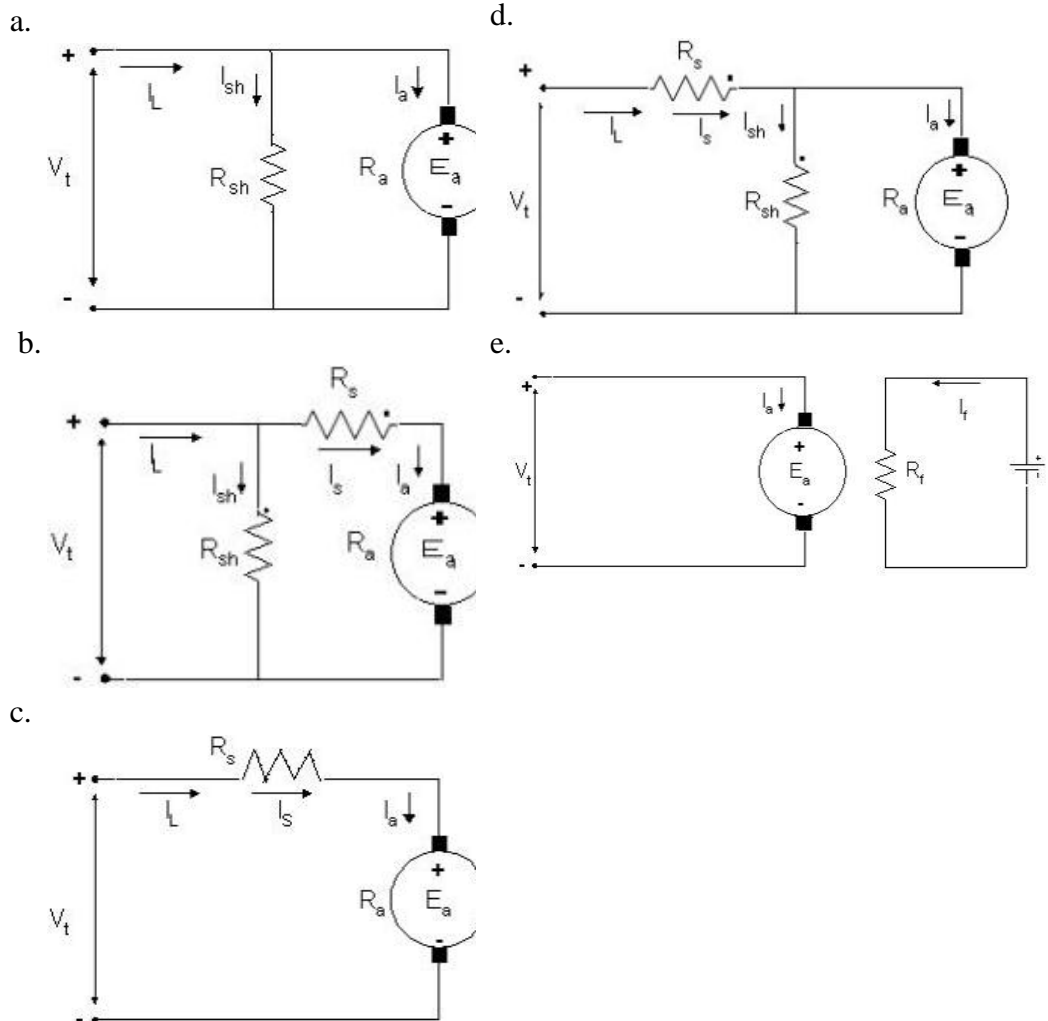 a.
+
I_L
I_sh
I_a
V_t
R_sh
R_a
+
E_a
-
-
b.
R_s
+
I_L
I_s
I_sh
I_a
V_t
R_sh
R_a
+
E_a
-
-
c.
R_s
+
I_L
I_S
I_a
V_t
R_a
+
E_a
-
-
d.
R_s
+
I_L
I_s
I_sh
I_a
V_t
R_sh
R_a
+
E_a
-
-
e.
+
I_a
I_f
V_t
+
E_a
-
R_f
+
-
-